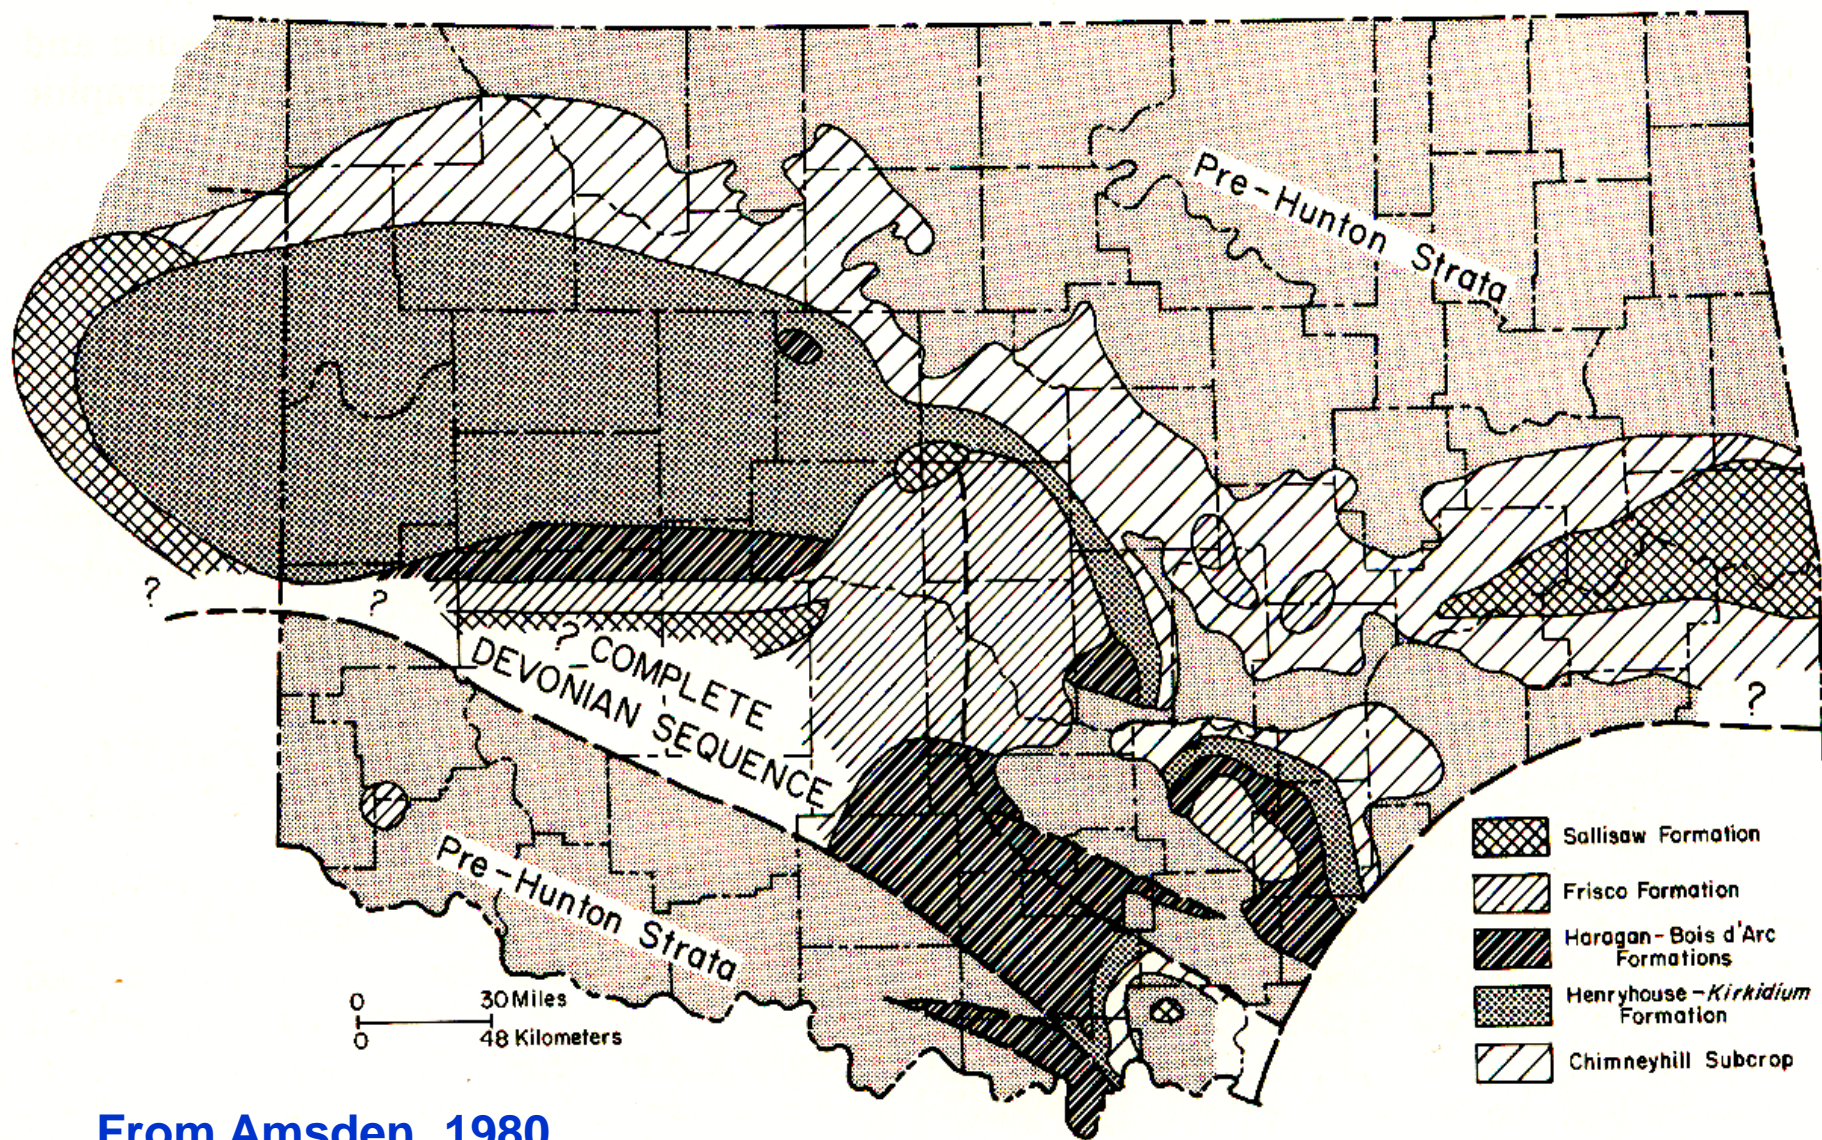 Pre-Hunton Strata
?
?
? COMPLETE
DEVONIAN SEQUENCE
?
Pre-Hunton Strata
0 30 Miles
0 48 Kilometers
Sallisaw Formation
Frisco Formation
Haragan-Bois d'Arc
Formations
Henryhouse-Kirkidium
Formation
Chimneyhill Subcrop
From Amsden, 1980